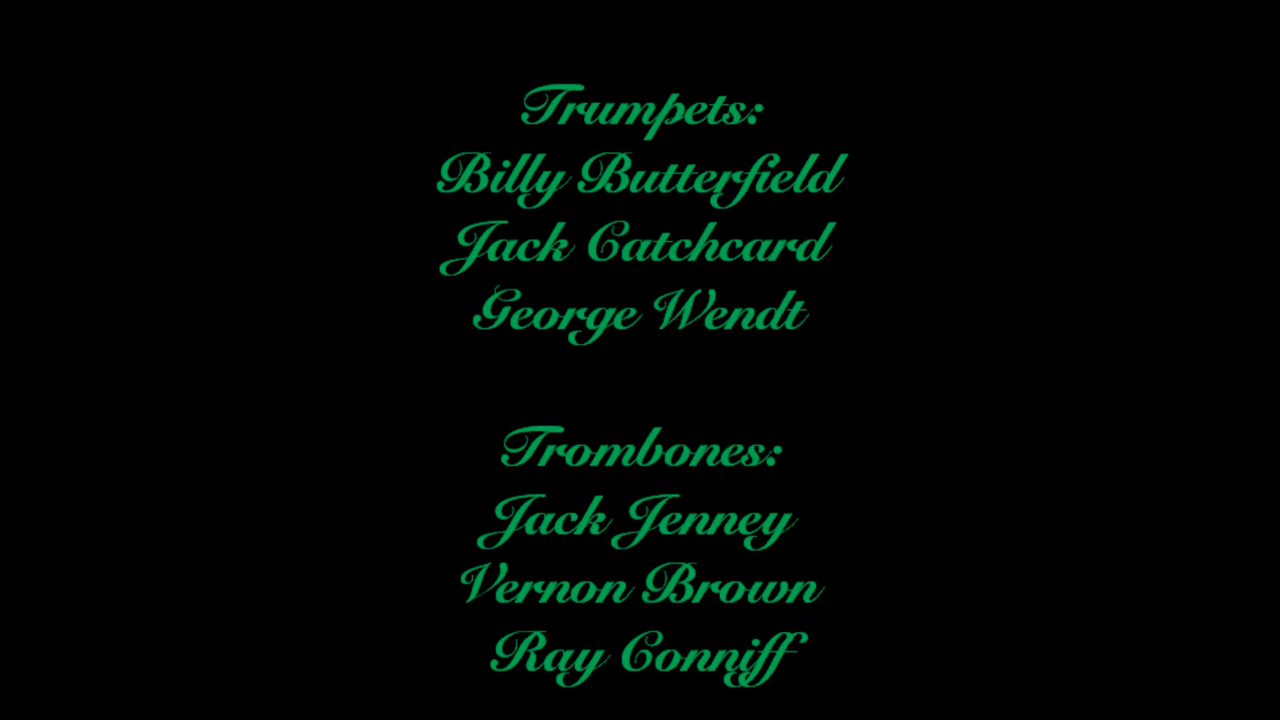 Trumpets:
Billy Butterfield
Jack Catchcard
George Wendt
Trombones:
Jack Jenney
Vernon Brown
Ray Conniff